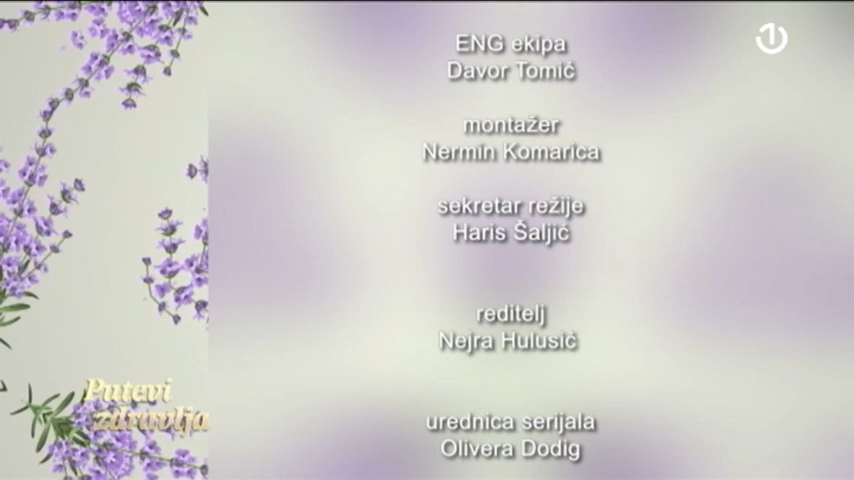 ENG ekipa
Davor Tomić
montažer
Nermin Komarica
sekretar režije
Haris Šaljić
reditelj
Nejra Hulusić
urednica serijala
Olivera Dodig
Putevi
zdravlja
1